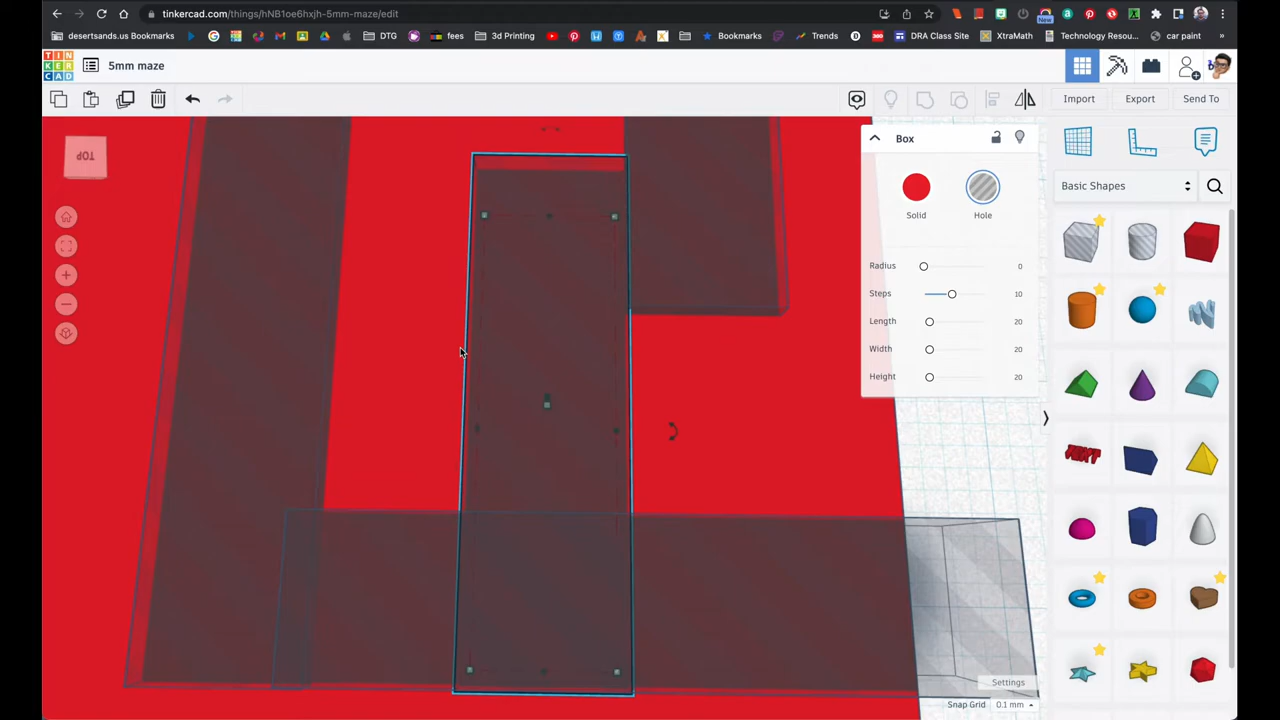 tinkercad.com/things/hNB1oe6hxjh-5mm-maze/edit
desertsands.us Bookmarks
DTG
fees
3d Printing
Bookmarks
Trends
DRA Class Site
XtraMath
Technology Resou...
car paint
New
TIN
KER
CAD
5mm maze
Import
Export
Send To
TOP
Box
Solid
Hole
Radius 0
Steps 10
Length 20
Width 20
Height 20
Basic Shapes
TEXT
Settings
Snap Grid 0.1 mm